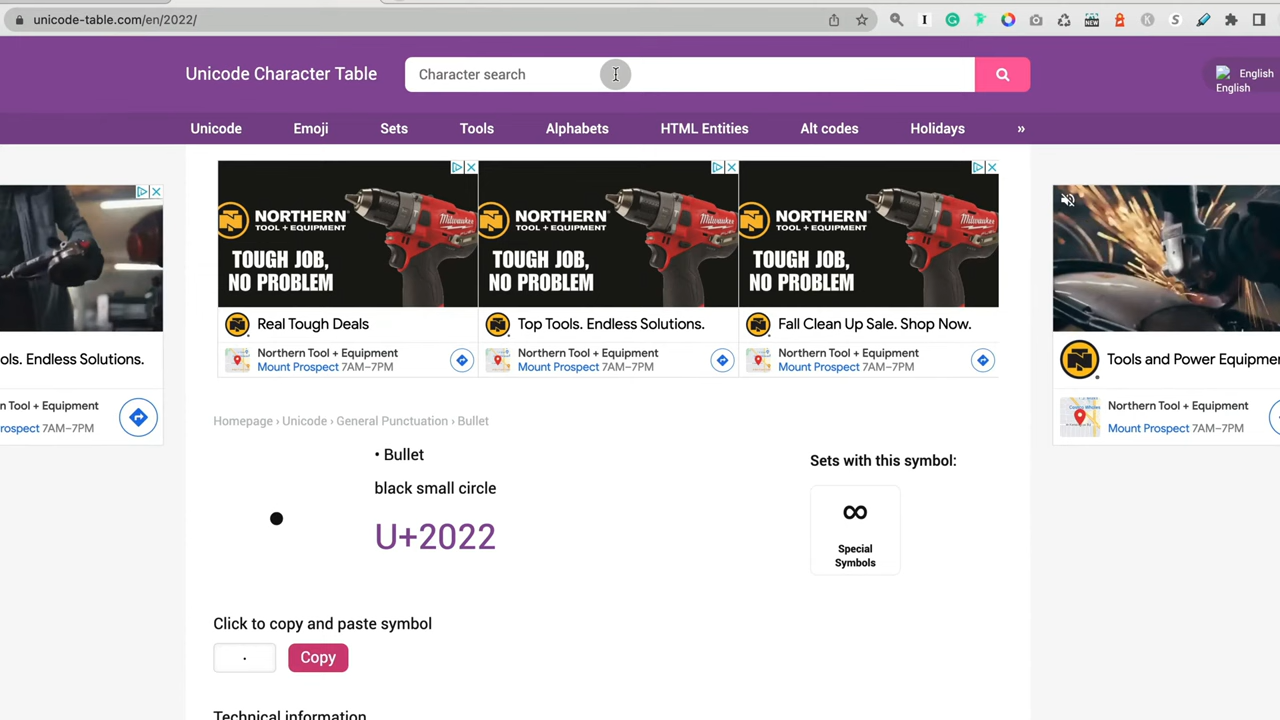 unicode-table.com/en/2022/
Unicode Character Table
Character search
English
English
Unicode
Emoji
Sets
Tools
Alphabets
HTML Entities
Alt codes
Holidays
»
NORTHERN
TOOL + EQUIPMENT
TOUGH JOB,
NO PROBLEM
Real Tough Deals
Northern Tool + Equipment
Mount Prospect 7AM–7PM
NORTHERN
TOOL + EQUIPMENT
TOUGH JOB,
NO PROBLEM
Top Tools. Endless Solutions.
Northern Tool + Equipment
Mount Prospect 7AM–7PM
NORTHERN
TOOL + EQUIPMENT
TOUGH JOB,
NO PROBLEM
Fall Clean Up Sale. Shop Now.
Northern Tool + Equipment
Mount Prospect 7AM–7PM
ols. Endless Solutions.
n Tool + Equipment
rospect 7AM–7PM
Tools and Power Equipme
Northern Tool + Equipment
Mount Prospect 7AM–7PM
Homepage › Unicode › General Punctuation › Bullet
• Bullet
black small circle
•
U+2022
Sets with this symbol:
∞
Special
Symbols
Click to copy and paste symbol
•
Copy
Technical information